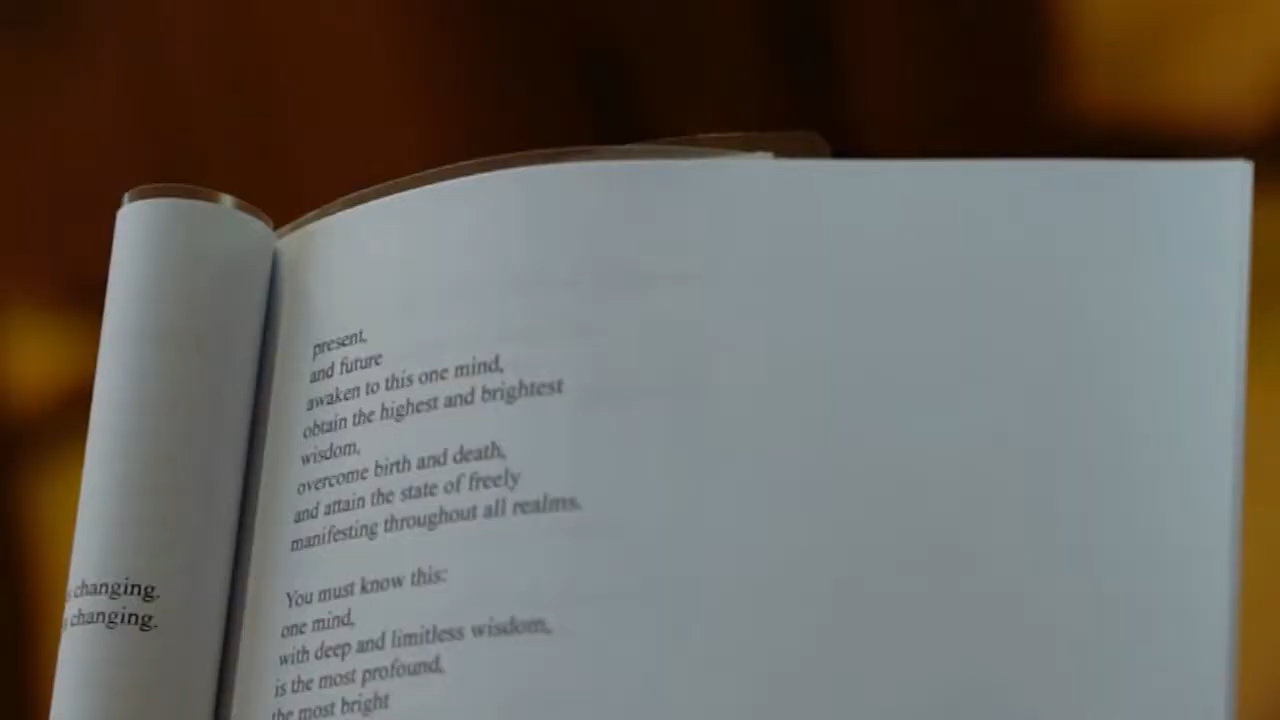 changing.
changing.
present,
and future
awaken to this one mind,
obtain the highest and brightest
wisdom,
overcome birth and death,
and attain the state of freely
manifesting throughout all realms.
You must know this:
one mind,
with deep and limitless wisdom,
is the most profound,
the most bright